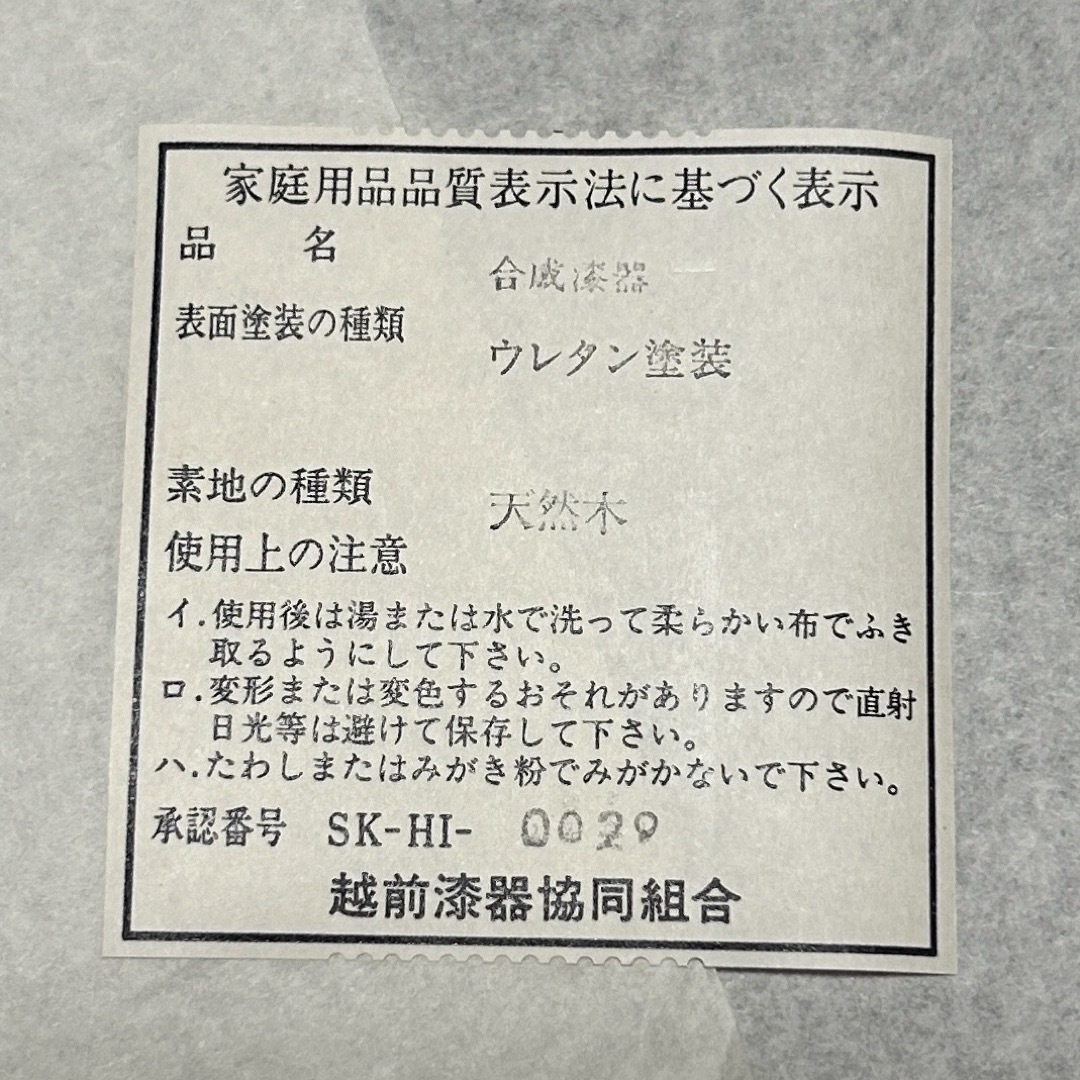 家庭用品品質表示法に基づく表示
品 名 合成漆器
表面塗装の種類 ウレタン塗装
素地の種類 天然木
使用上の注意
イ.使用後は湯または水で洗って柔らかい布でふき
取るようにして下さい。
ロ.変形または変色するおそれがありますので直射
日光等は避けて保存して下さい。
ハ.たわしまたはみがき粉でみがかないで下さい。
承認番号 SK-HI- 0029
越前漆器協同組合